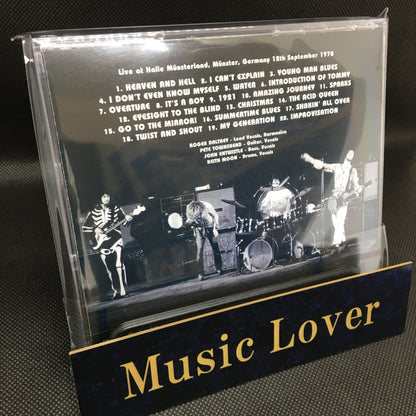 Live at Halle Münsterland, Münster, Germany 12th September 1970
1. HEAVEN AND HELL 2. I CAN'T EXPLAIN 3. YOUNG MAN BLUES
4. I DON'T EVEN KNOW MYSELF 5. WATER 6. INTRODUCTION OF TOMMY
7. OVERTURE 8. IT'S A BOY 9. 1921 10. AMAZING JOURNEY 11. SPARKS
12. EYESIGHT TO THE BLIND 13. CHRISTMAS 14. THE ACID QUEEN
15. GO TO THE MIRROR! 16. SUMMERTIME BLUES 17. SHAKIN' ALL OVER
18. TWIST AND SHOUT 19. MY GENERATION 20. IMPROVISATION
ROGER DALTREY - Lead Vocals, Harmonica
PETE TOWNSHEND - Guitar, Vocals
JOHN ENTWISTLE - Bass, Vocals
KEITH MOON - Drums, Vocals
Music Lover